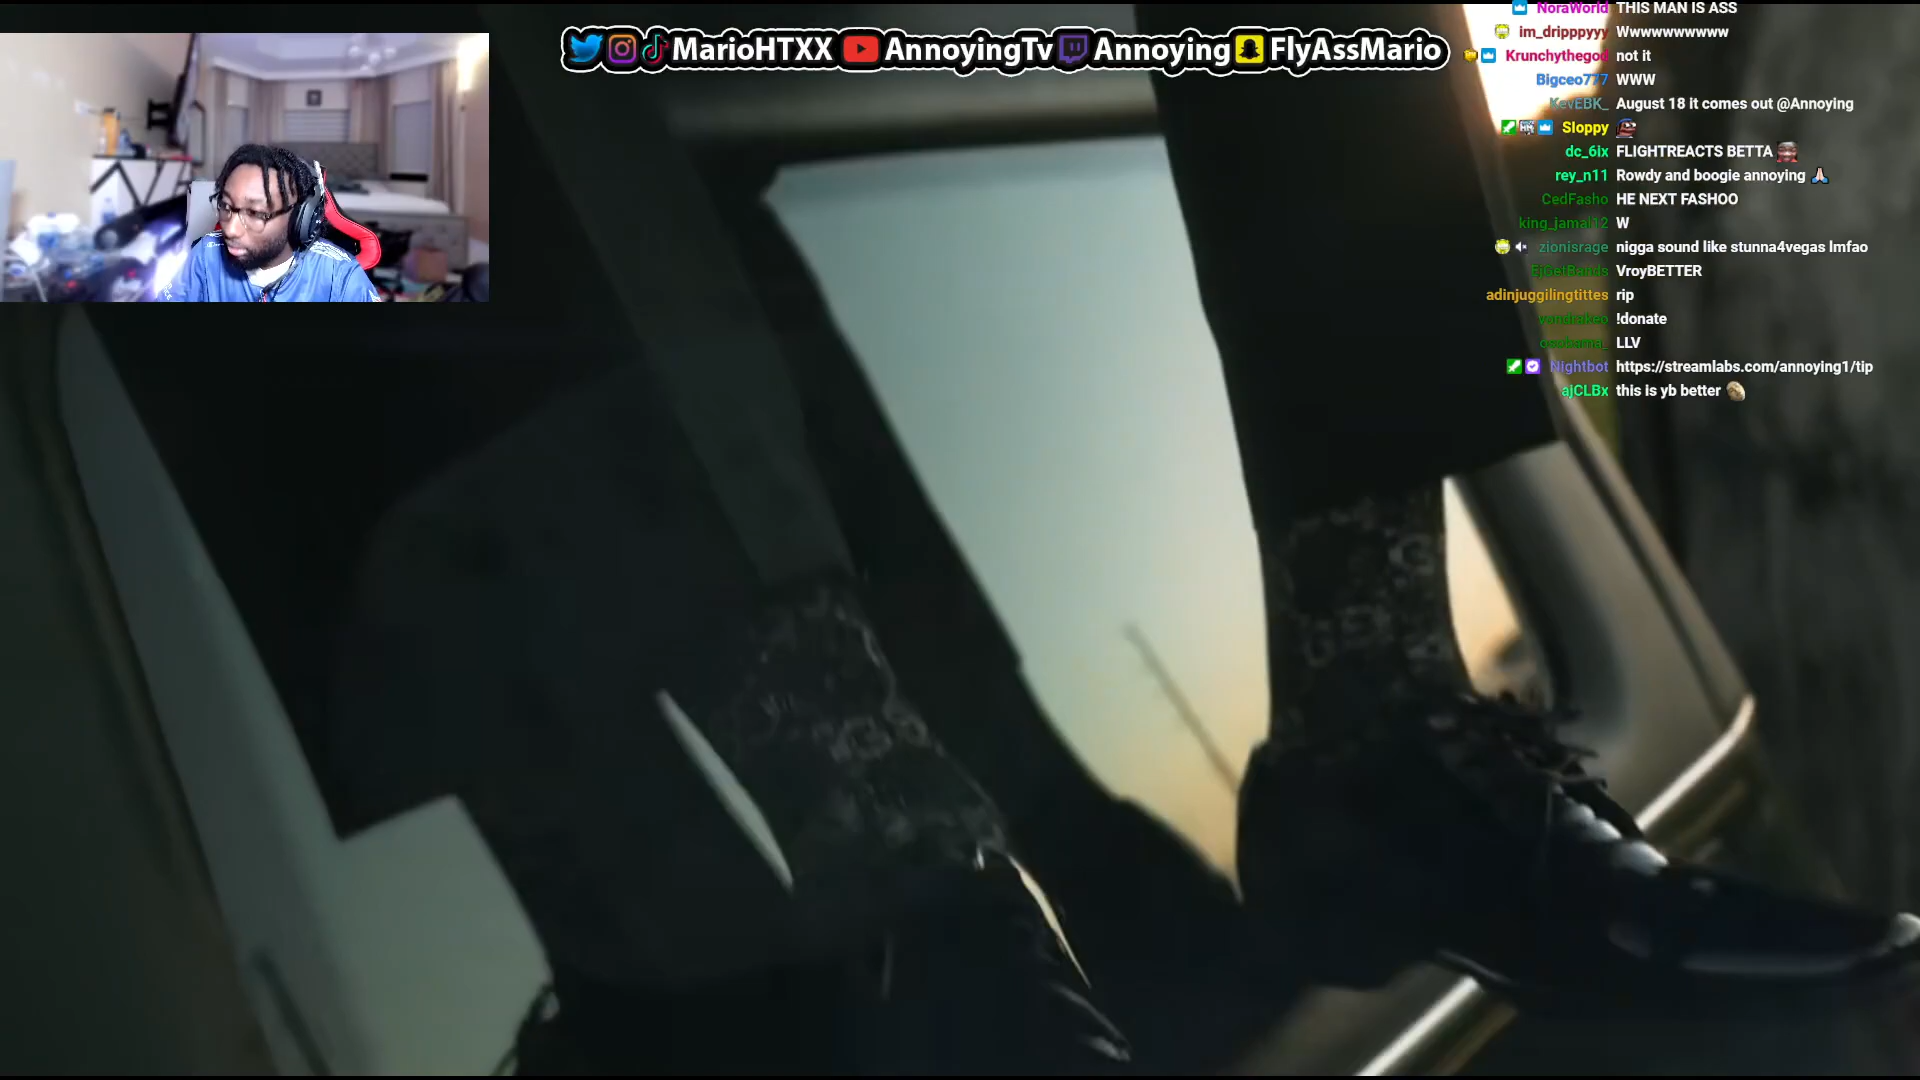 MarioHTXX AnnoyingTv Annoying FlyAssMario
NoraWorld THIS MAN IS ASS
im_dripppyyy Wwwwwwwwww
Krunchythegod not it
Bigceo777 WWW
KevEBK_ August 18 it comes out @Annoying
Sloppy
dc_6ix FLIGHTREACTS BETTA
rey_n11 Rowdy and boogie annoying
CedFasho HE NEXT FASHOO
king_jamal12 W
zionisrage nigga sound like stunna4vegas lmfao
EjGetBands VroyBETTER
adinjuggilingtittes rip
!donate
LLV
Nightbot https://streamlabs.com/annoying1/tip
ajCLBx this is yb better